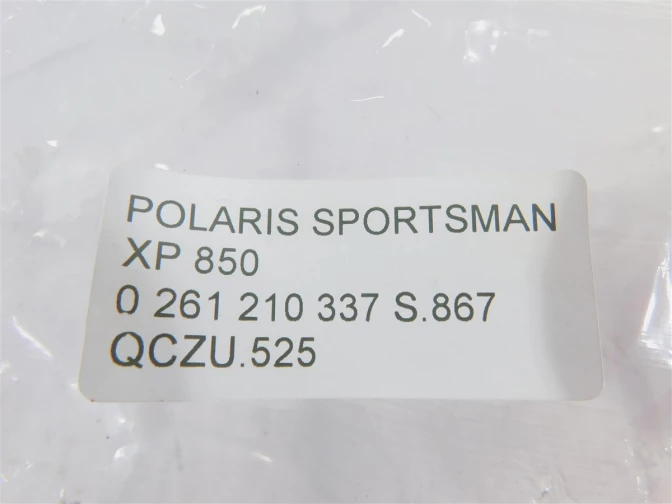 POLARIS SPORTSMAN
XP 850
0 261 210 337 S.867
QCZU.525